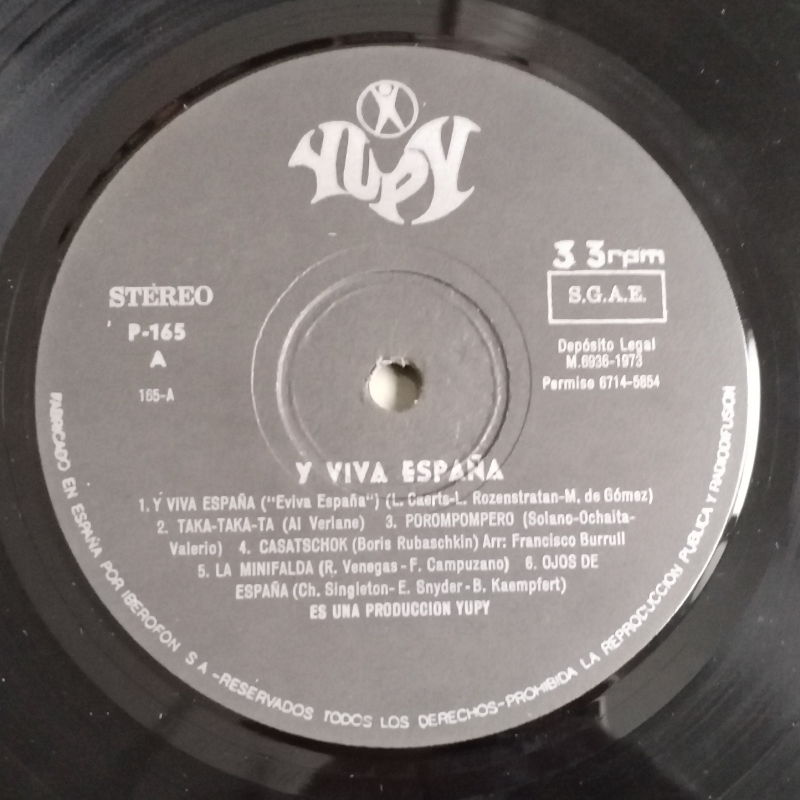 YUPY
STEREO
P-165
A
165-A
33rpm
S.G.A.E.
Depósito Legal
M.6936-1973
Permiso 6714-5654
Y VIVA ESPAÑA
1. Y VIVA ESPAÑA ("Eviva España") (L. Caerts-L. Rozenstratan-M. de Gómez)
2. TAKA-TAKA-TA (Al Verlane) 3. POROMPOMPERO (Solano-Ochaita-
Valerio) 4. CASATSCHOK (Boris Rubaschkin) Arr: Francisco Burrull
5. LA MINIFALDA (R. Venegas-F. Campuzano) 6. OJOS DE
ESPAÑA (Ch. Singleton-E. Snyder-B. Kaempfert)
ES UNA PRODUCCION YUPY
FABRICADO EN ESPAÑA POR IBEROFON S A-RESERVADOS TODOS LOS DERECHOS-PROHIBIDA LA REPRODUCCION PUBLICA Y RADIODIFUSION